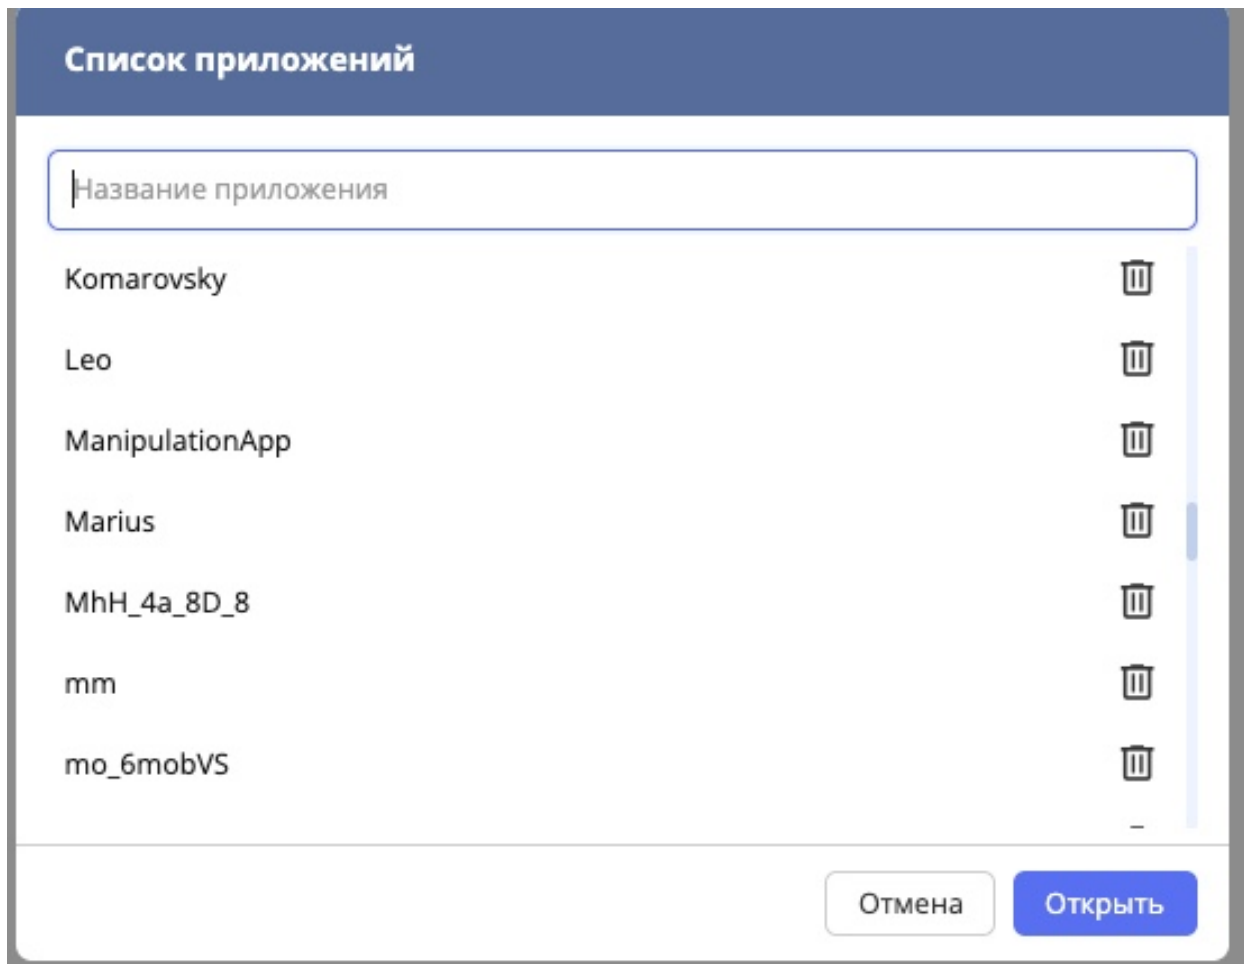 Список приложений
Название приложения
Komarovsky
Leo
ManipulationApp
Marius
MhH_4a_8D_8
mm
mo_6mobVS
Отмена
Открыть